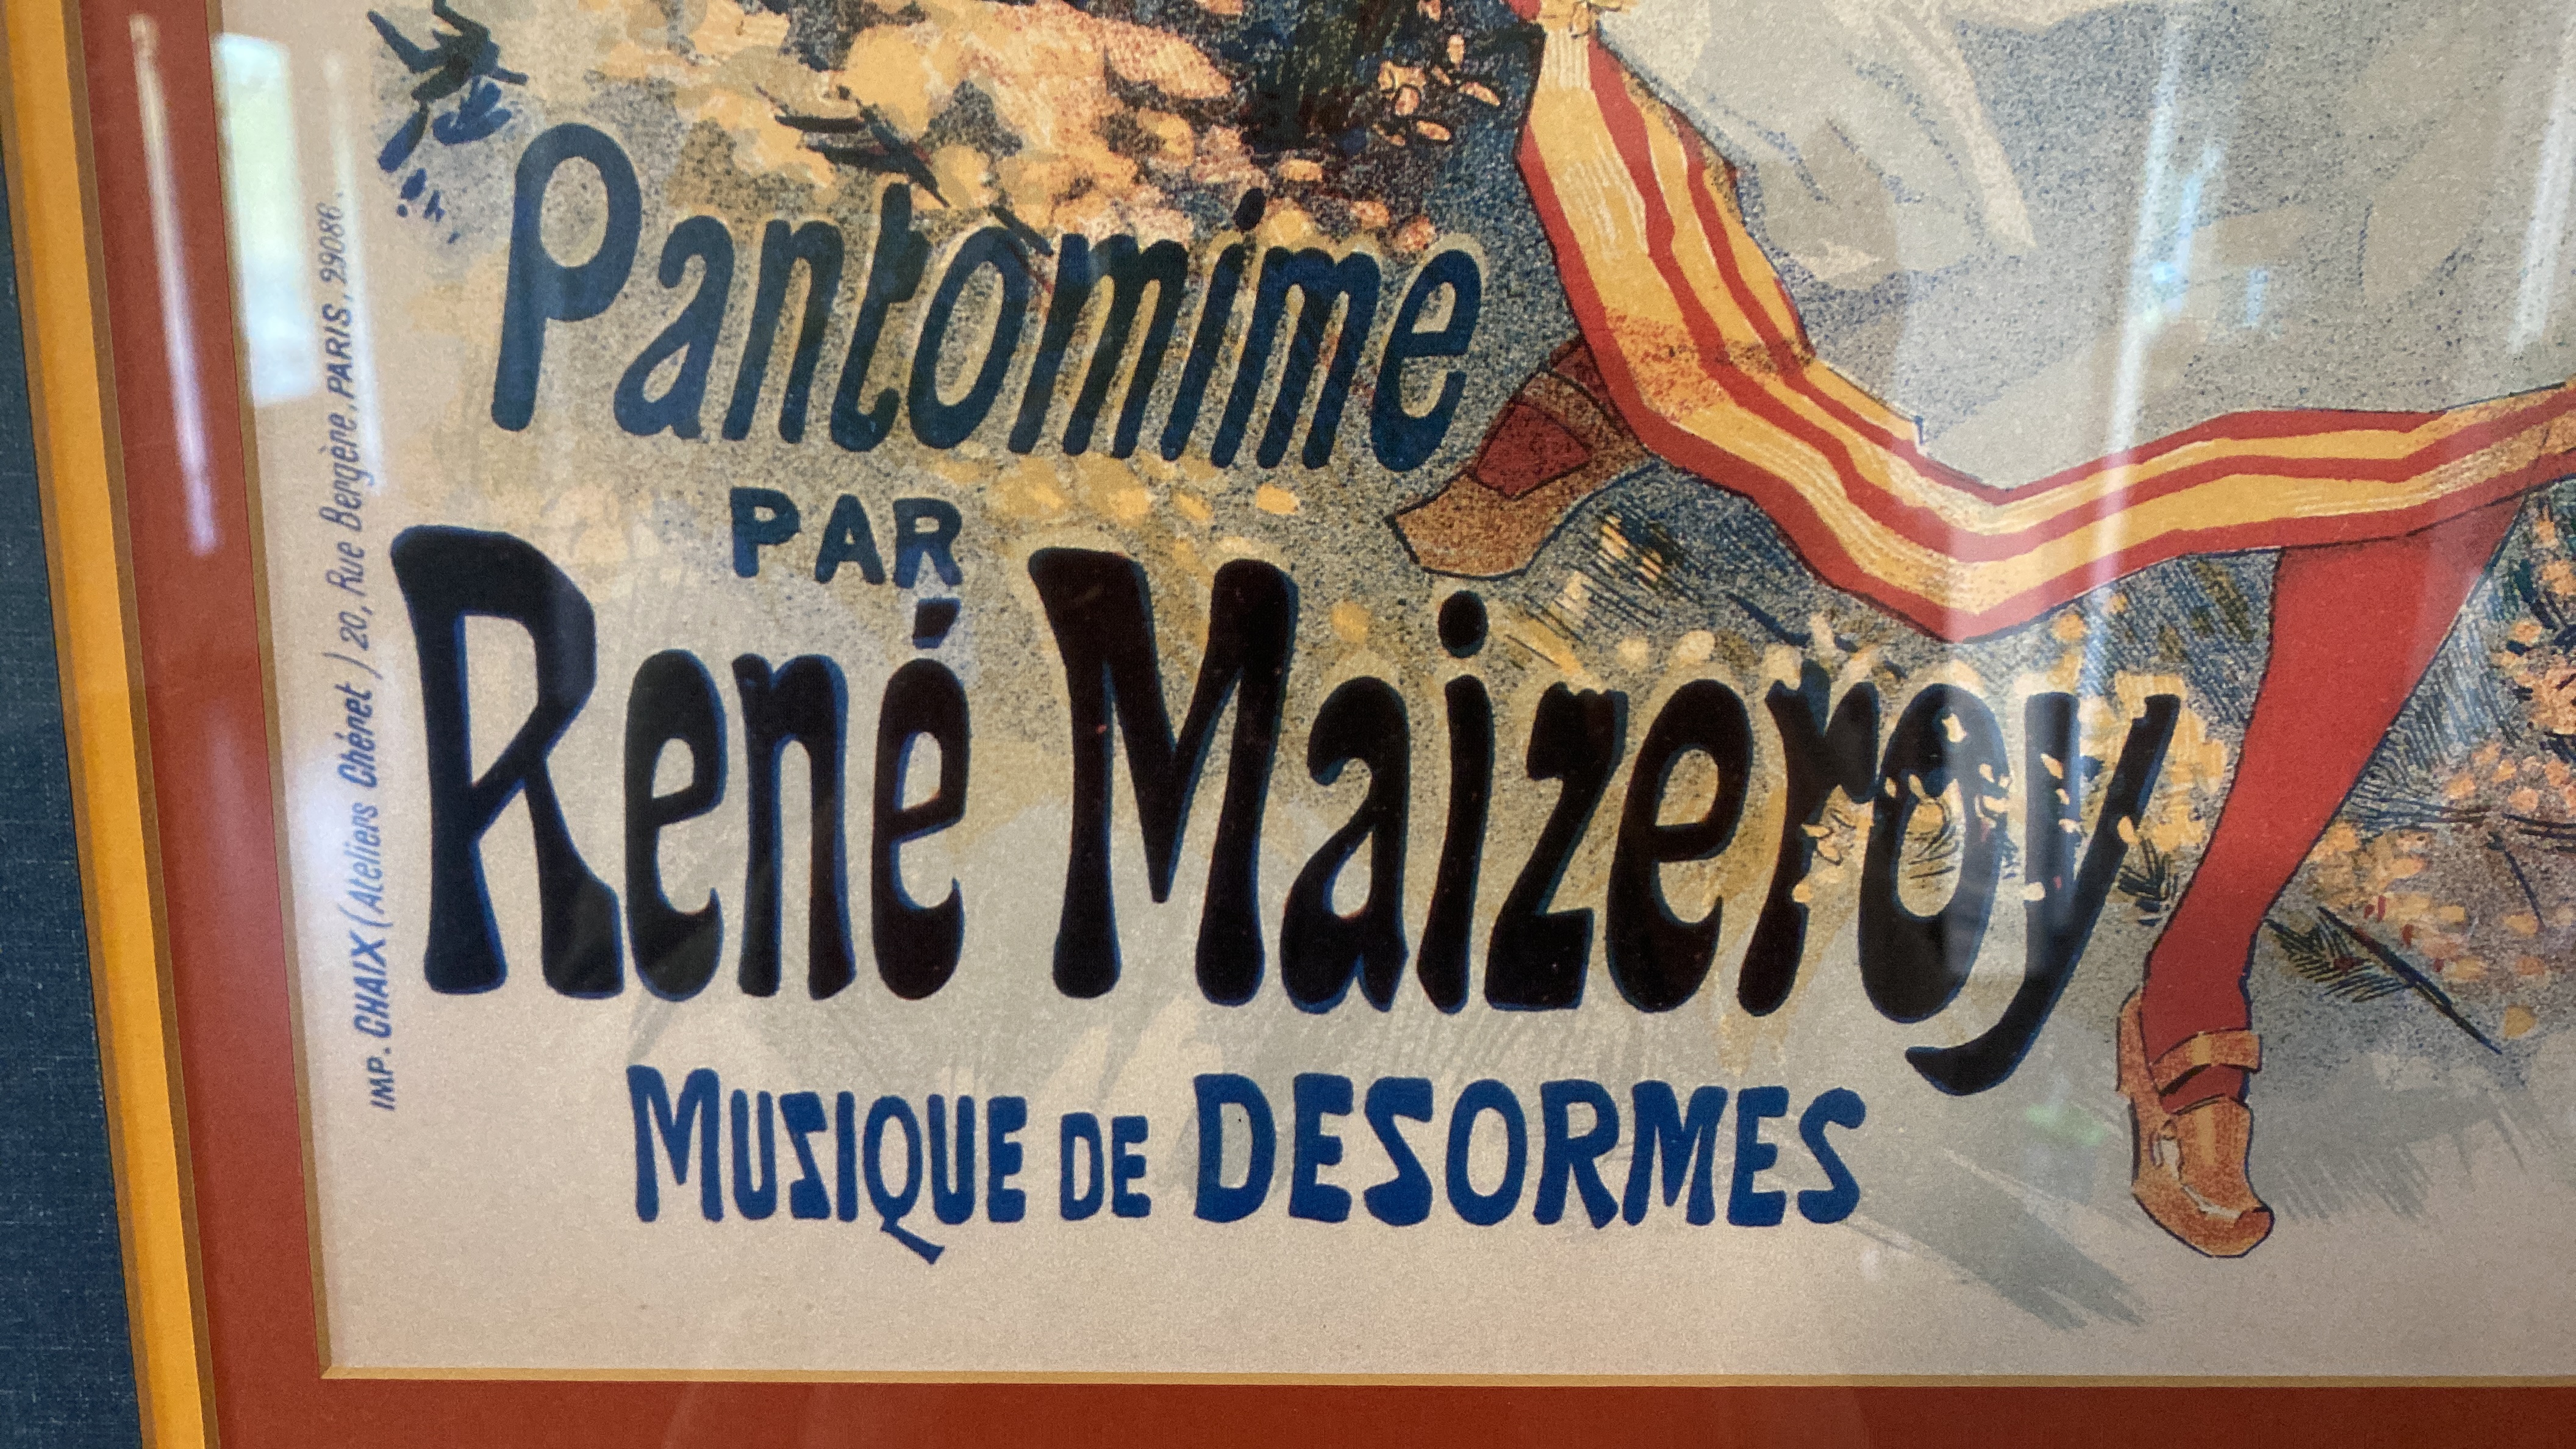 Pantomime
PAR
René Maizeroy
MUSIQUE DE DESORMES
IMP. CHAIX (Ateliers Chéret) 20, Rue Bergère, PARIS, 29086.